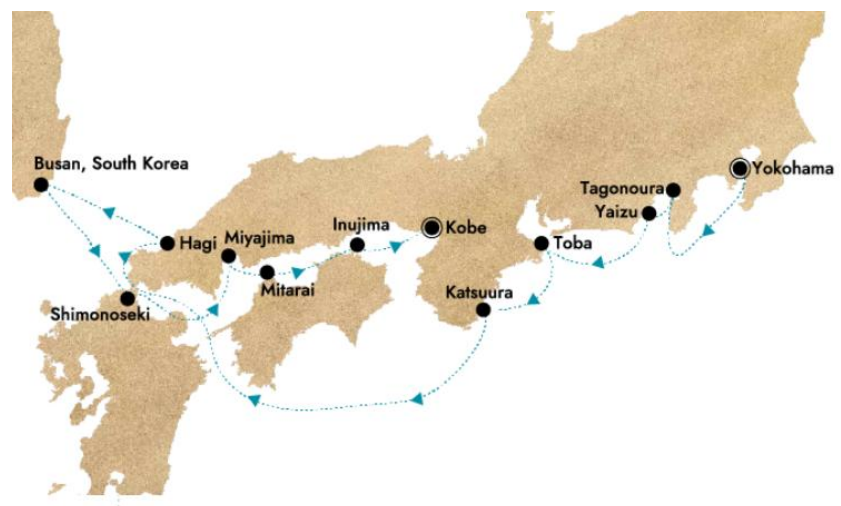 Busan, South Korea
Yokohama
Tagonoura
Yaizu
Inujima
Kobe
Hagi
Miyajima
Toba
Mitarai
Katsuura
Shimonoseki